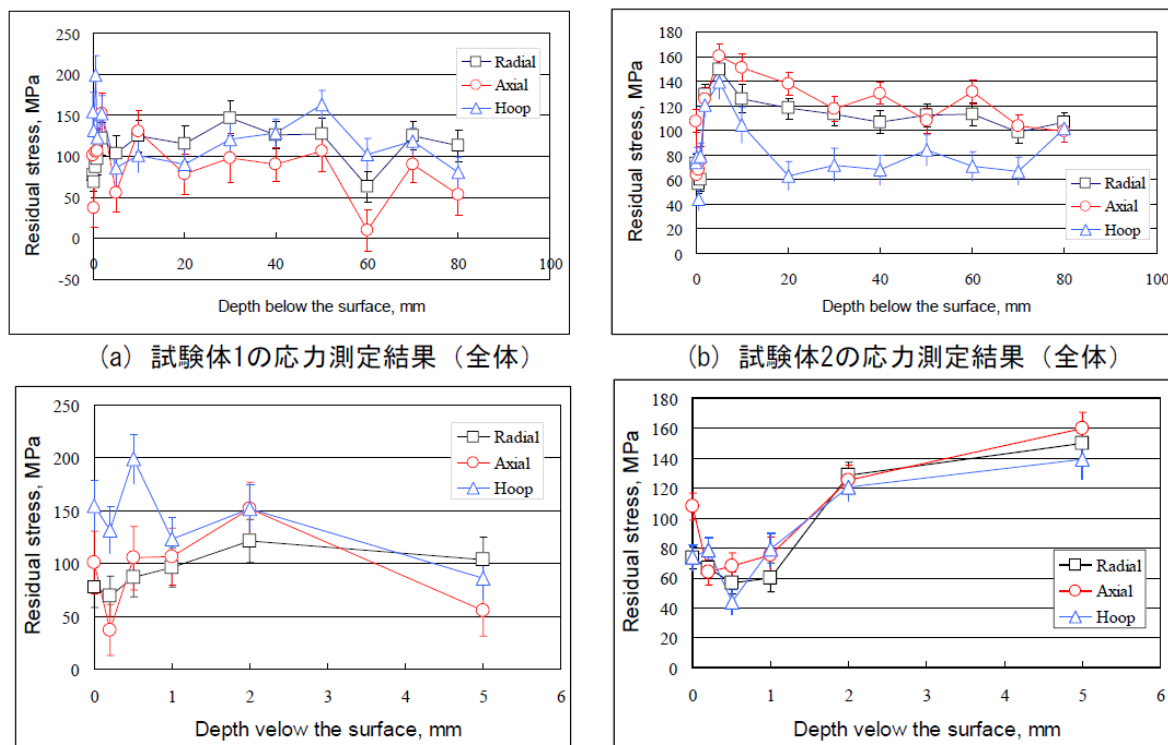 250
200
150
100
50
0
-50
Residual stress, MPa
Radial
Axial
Hoop
0 20 40 60 80 100
Depth below the surface, mm
(a) 試験体1の応力測定結果（全体）
180
160
140
120
100
80
60
40
20
0
Residual stress, MPa
Radial
Axial
Hoop
0 20 40 60 80 100
Depth below the surface, mm
(b) 試験体2の応力測定結果（全体）
250
200
150
100
50
0
Residual stress, MPa
Radial
Axial
Hoop
0 1 2 3 4 5 6
Depth velow the surface, mm
180
160
140
120
100
80
60
40
20
0
Residual stress, MPa
Radial
Axial
Hoop
0 1 2 3 4 5 6
Depth velow the surface, mm